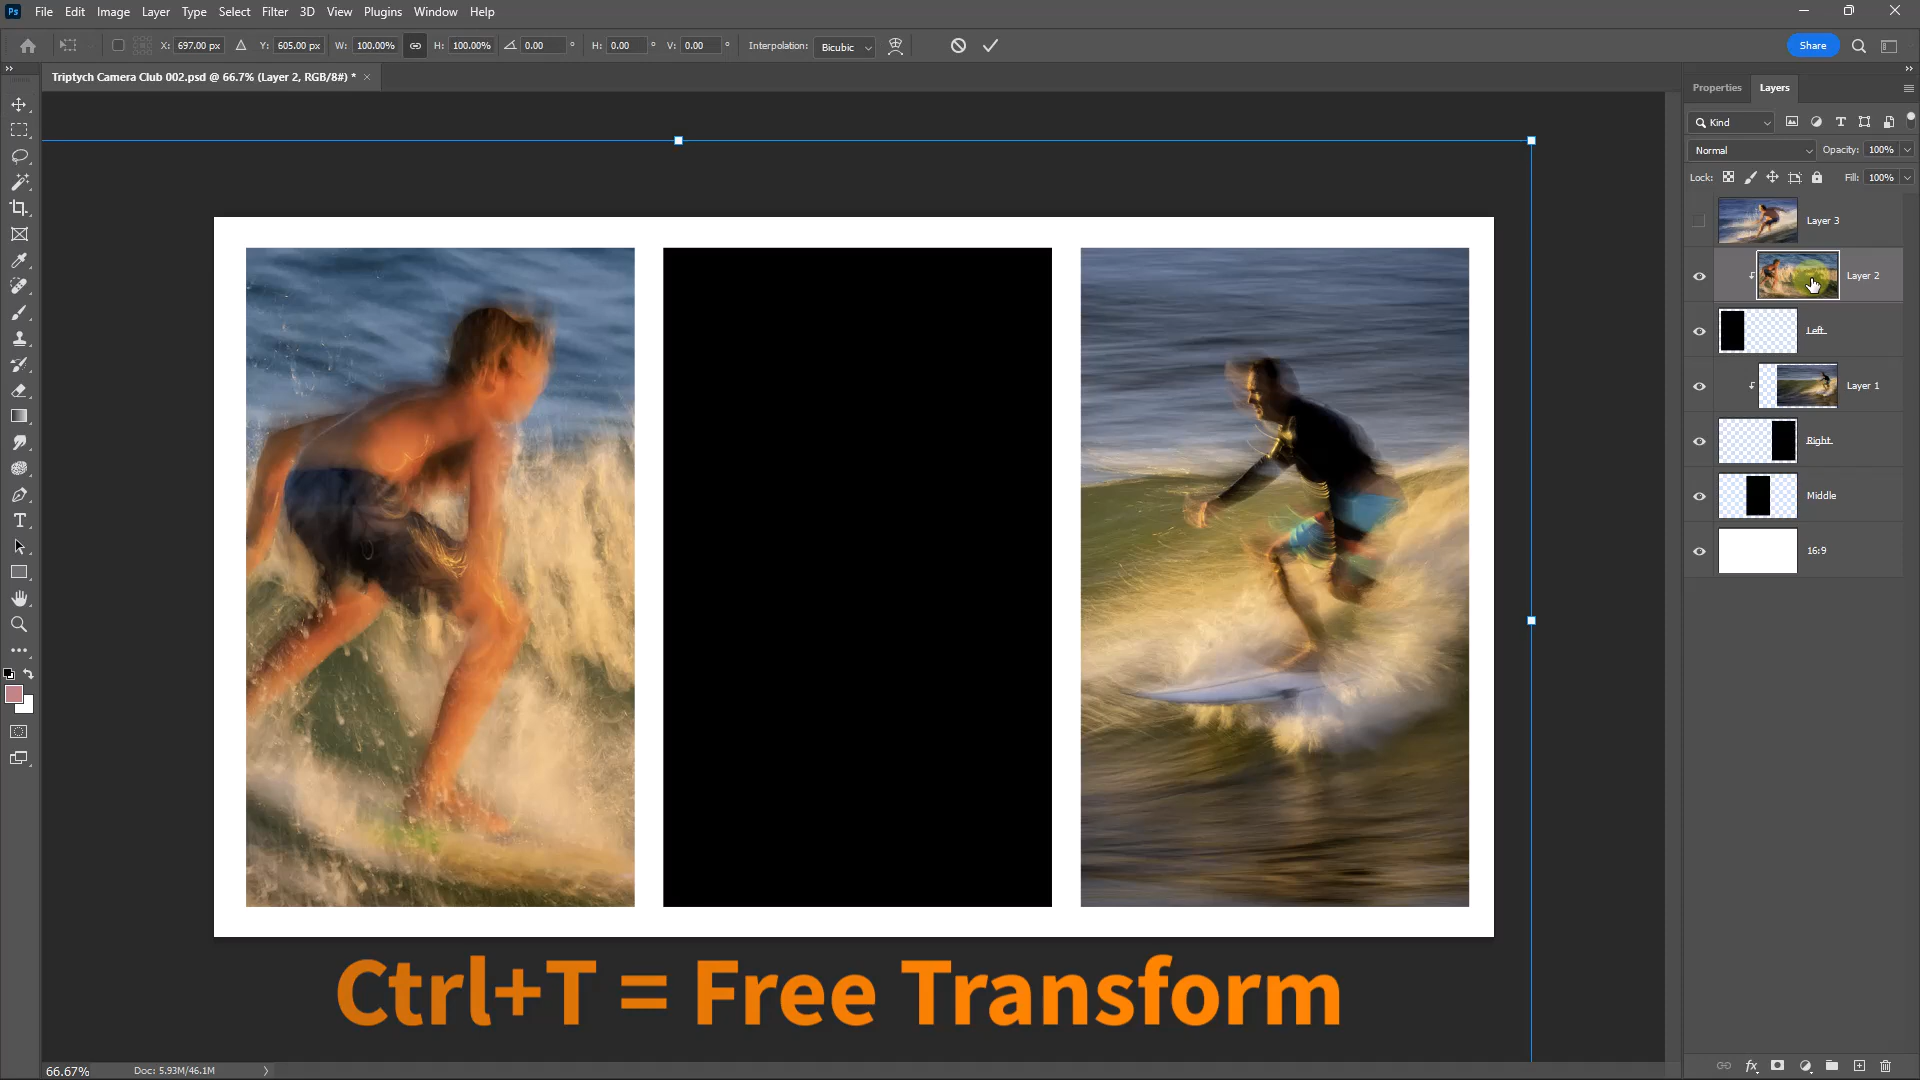 Ps File Edit Image Layer Type Select Filter 3D View Plugins Window Help
X: 697.00 px Y: 605.00 px W: 100.00% H: 100.00% 0.00 ° H: 0.00 ° V: 0.00 ° Interpolation: Bicubic Share
Triptych Camera Club 002.psd @ 66.7% (Layer 2, RGB/8#) * ×
Properties Layers
Kind
Normal Opacity: 100%
Lock: Fill: 100%
Layer 3
Layer 2
Left
Layer 1
Right
Middle
16:9
Ctrl+T = Free Transform
66.67% Doc: 5.93M/46.1M
fx